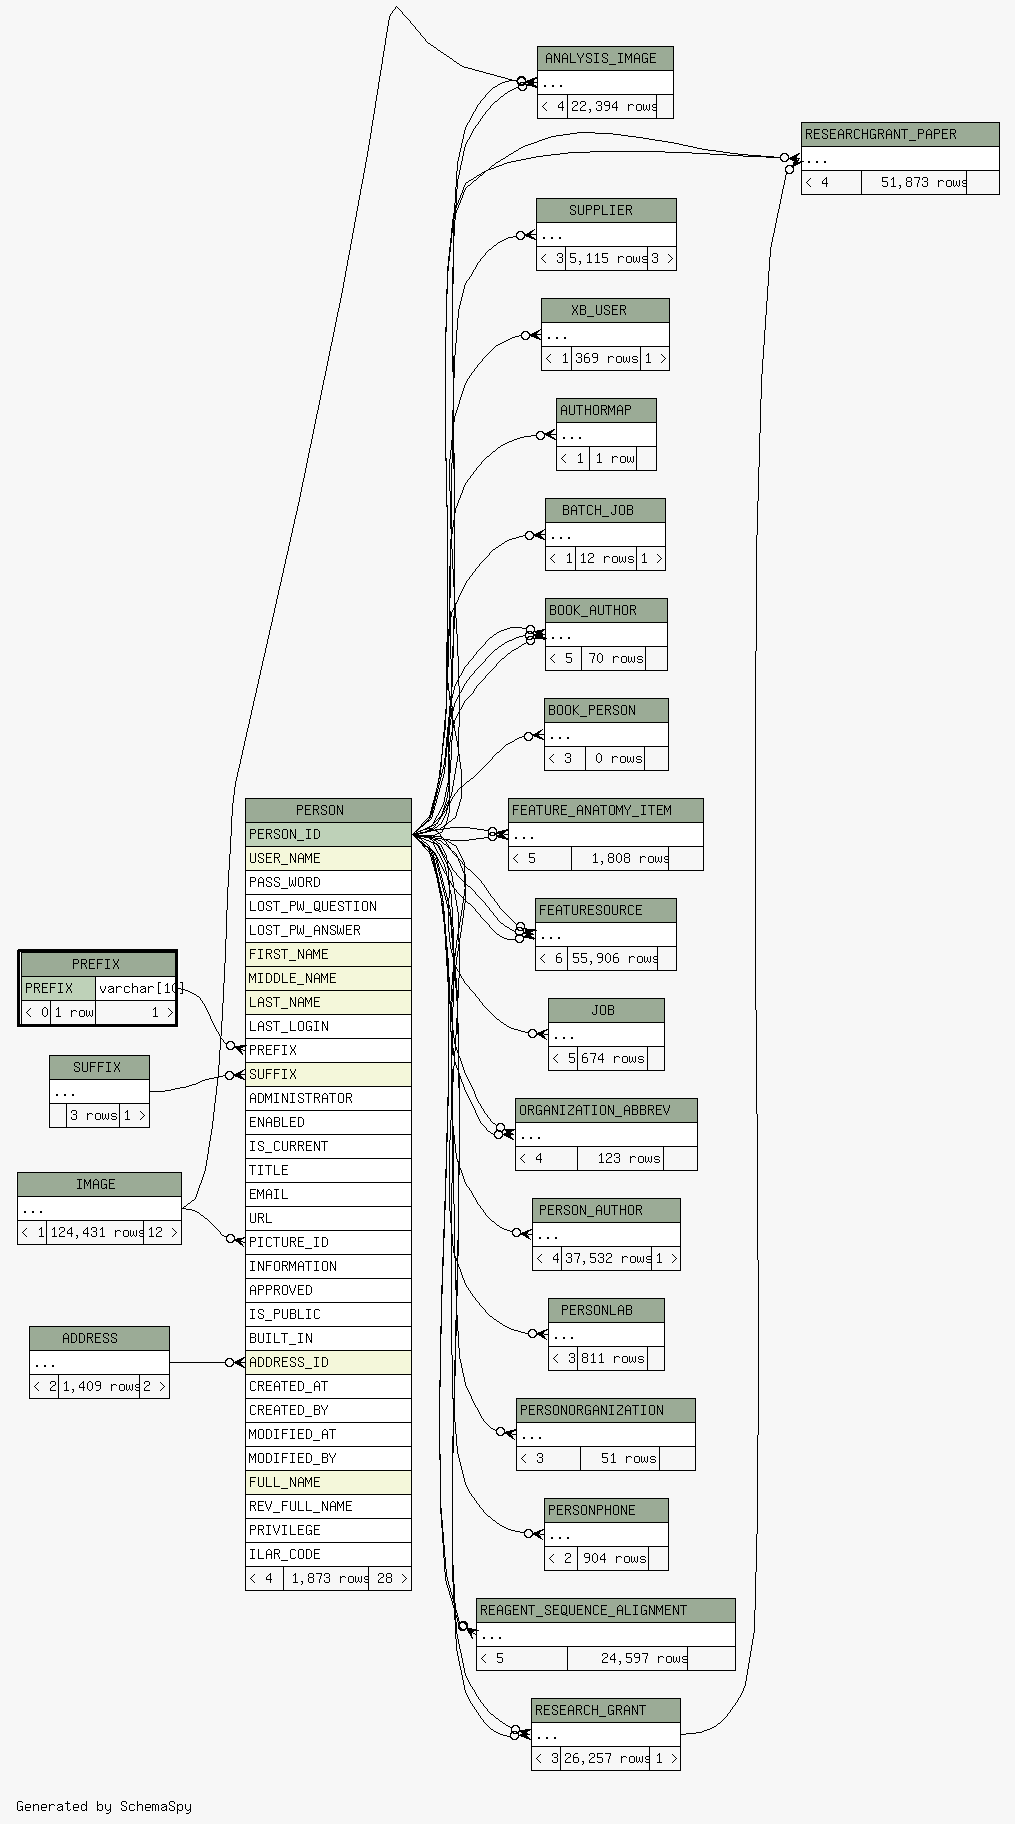 ANALYSIS_IMAGE
...
< 4 22,394 rows
RESEARCHGRANT_PAPER
...
< 4 51,873 rows
SUPPLIER
...
< 3 5,115 rows 3 >
XB_USER
...
< 1 369 rows 1 >
AUTHORMAP
...
< 1 1 row
BATCH_JOB
...
< 1 12 rows 1 >
BOOK_AUTHOR
...
< 5 70 rows
BOOK_PERSON
...
< 3 0 rows
FEATURE_ANATOMY_ITEM
...
< 5 1,808 rows
FEATURESOURCE
...
< 6 55,906 rows
JOB
...
< 5 674 rows
ORGANIZATION_ABBREV
...
< 4 123 rows
PERSON_AUTHOR
...
< 4 37,532 rows 1 >
PERSONLAB
...
< 3 811 rows
PERSONORGANIZATION
...
< 3 51 rows
PERSONPHONE
...
< 2 904 rows
REAGENT_SEQUENCE_ALIGNMENT
...
< 5 24,597 rows
RESEARCH_GRANT
...
< 3 26,257 rows 1 >
PERSON
PERSON_ID
USER_NAME
PASS_WORD
LOST_PW_QUESTION
LOST_PW_ANSWER
FIRST_NAME
MIDDLE_NAME
LAST_NAME
LAST_LOGIN
PREFIX
SUFFIX
ADMINISTRATOR
ENABLED
IS_CURRENT
TITLE
EMAIL
URL
PICTURE_ID
INFORMATION
APPROVED
IS_PUBLIC
BUILT_IN
ADDRESS_ID
CREATED_AT
CREATED_BY
MODIFIED_AT
MODIFIED_BY
FULL_NAME
REV_FULL_NAME
PRIVILEGE
ILAR_CODE
< 4 1,873 rows 28 >
PREFIX
PREFIX varchar[10]
< 0 1 row 1 >
SUFFIX
...
3 rows 1 >
IMAGE
...
< 1 124,431 rows 12 >
ADDRESS
...
< 2 1,409 rows 2 >
Generated by SchemaSpy